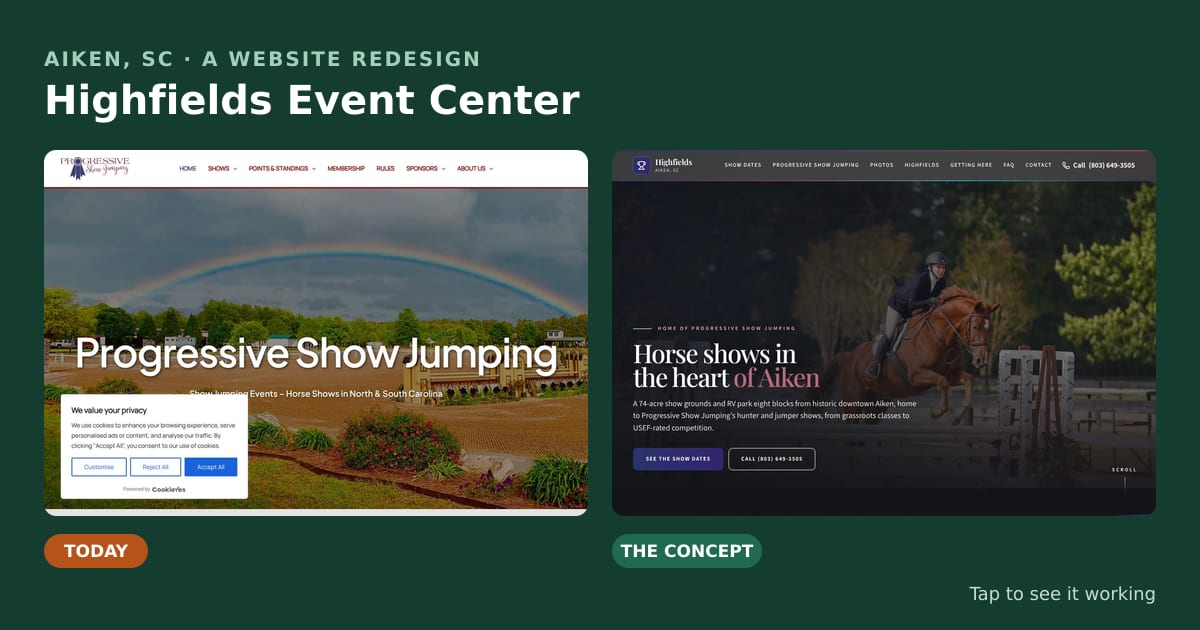 AIKEN, SC · A WEBSITE REDESIGN
Highfields Event Center
PROGRESSIVE
Show Jumping
HOME SHOWS POINTS & STANDINGS MEMBERSHIP RULES SPONSORS ABOUT US
Progressive Show Jumping
Show Jumping Events – Horse Shows in North & South Carolina
We value your privacy
We use cookies to enhance your browsing experience, serve
personalised ads or content, and analyse our traffic. By
clicking "Accept All", you consent to our use of cookies.
Customise Reject All Accept All
Powered by CookieYes
TODAY
Highfields
AIKEN, SC
SHOW DATES PROGRESSIVE SHOW JUMPING PHOTOS HIGHFIELDS GETTING HERE FAQ CONTACT Call (803) 649-3505
HOME OF PROGRESSIVE SHOW JUMPING
Horse shows in
the heart of Aiken
A 74-acre show grounds and RV park eight blocks from historic downtown Aiken, home
to Progressive Show Jumping's hunter and jumper shows, from grassroots classes to
USEF-rated competition.
SEE THE SHOW DATES CALL (803) 649-3505
SCROLL
THE CONCEPT
Tap to see it working